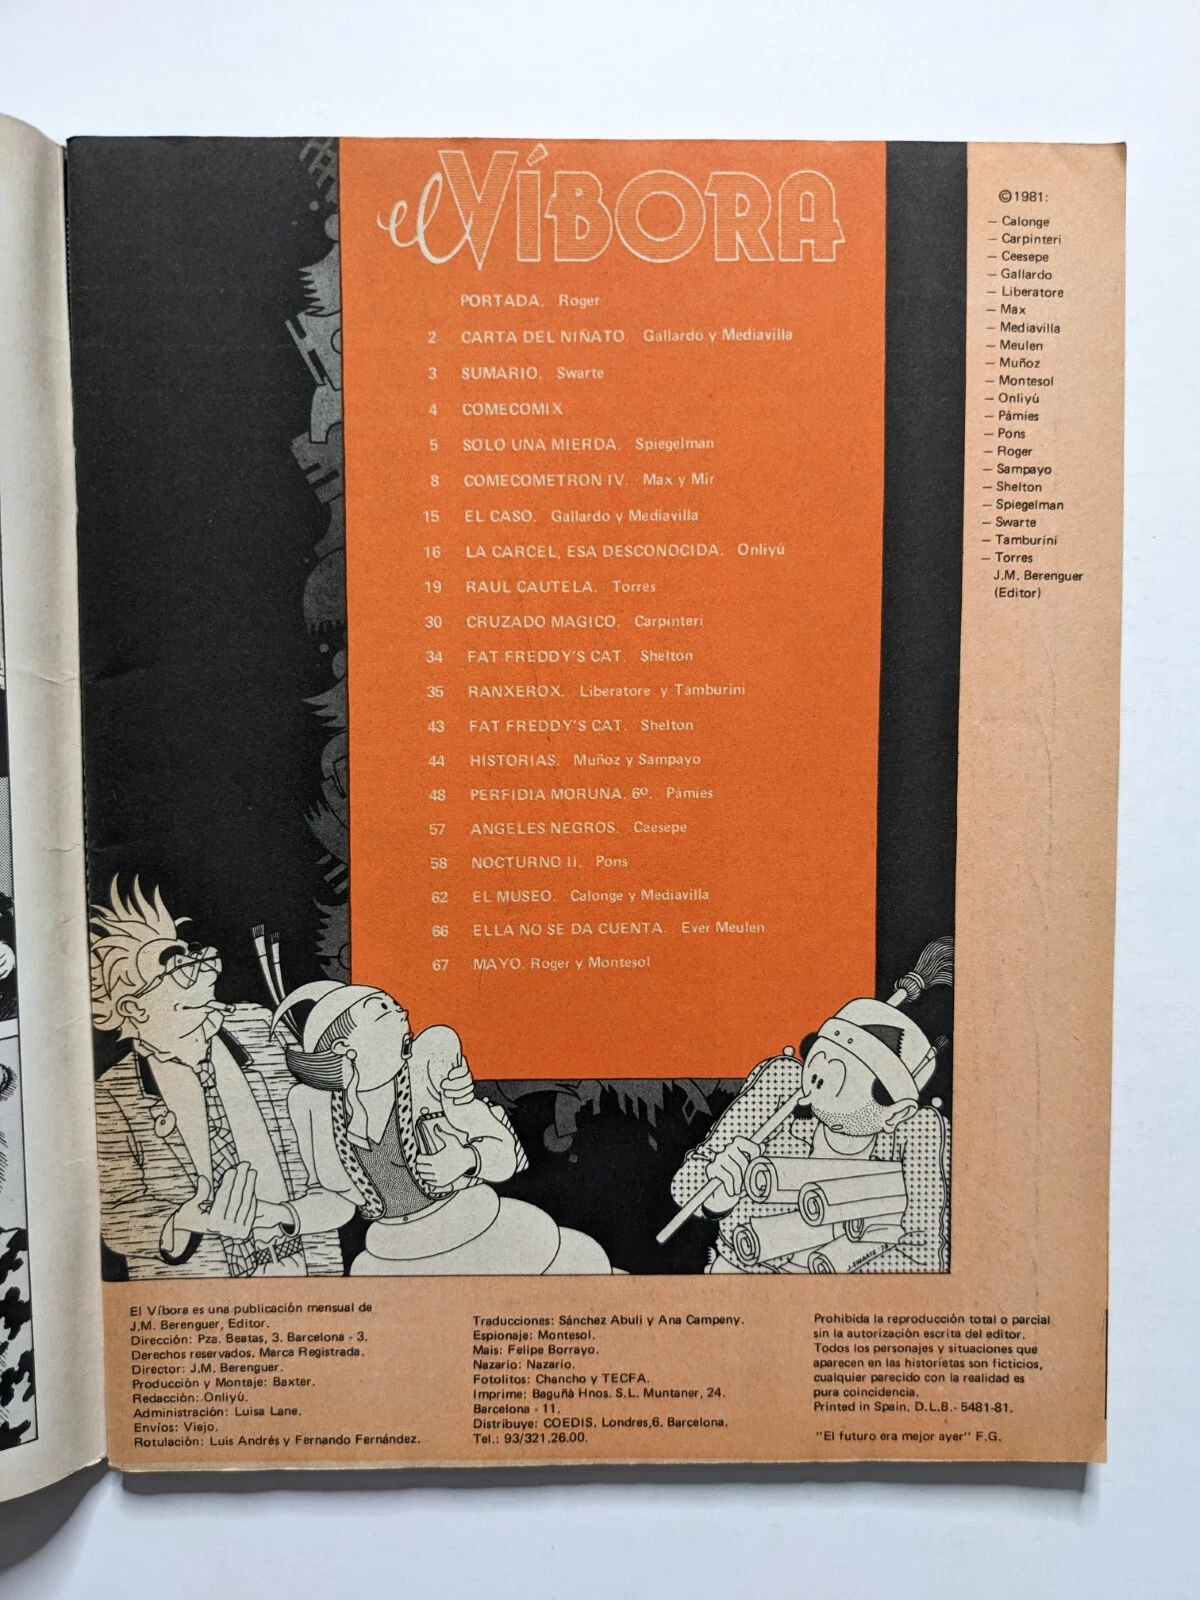 el VÍBORA
PORTADA. Roger
2 CARTA DEL NIÑATO. Gallardo y Mediavilla
3 SUMARIO. Swarte
4 COMECOMIX
5 SOLO UNA MIERDA. Spiegelman
8 COMECOMETRON IV. Max y Mir
15 EL CASO. Gallardo y Mediavilla
16 LA CARCEL, ESA DESCONOCIDA. Onliyú
19 RAUL CAUTELA. Torres
30 CRUZADO MAGICO. Carpinteri
34 FAT FREDDY'S CAT. Shelton
35 RANXEROX. Liberatore y Tamburini
43 FAT FREDDY'S CAT. Shelton
44 HISTORIAS. Muñoz y Sampayo
48 PERFIDIA MORUNA, 6º. Pàmies
57 ANGELES NEGROS. Ceesepe
58 NOCTURNO II. Pons
62 EL MUSEO. Calonge y Mediavilla
66 ELLA NO SE DA CUENTA. Ever Meulen
67 MAYO. Roger y Montesol
©1981:
— Calonge
— Carpinteri
— Ceesepe
— Gallardo
— Liberatore
— Max
— Mediavilla
— Meulen
— Muñoz
— Montesol
— Onliyú
— Pàmies
— Pons
— Roger
— Sampayo
— Shelton
— Spiegelman
— Swarte
— Tamburini
— Torres
J.M. Berenguer
(Editor)
J. SWARTE
El Víbora es una publicación mensual de
J.M. Berenguer, Editor.
Dirección: Pza. Beatas, 3. Barcelona - 3.
Derechos reservados. Marca Registrada.
Director: J.M. Berenguer.
Producción y Montaje: Baxter.
Redacción: Onliyú.
Administración: Luisa Lane.
Envíos: Viejo.
Rotulación: Luis Andrés y Fernando Fernández.
Traducciones: Sánchez Abulí y Ana Campeny.
Espionaje: Montesol.
Mais: Felipe Borrayo.
Nazario: Nazario.
Fotolitos: Chancho y TECFA.
Imprime: Baguñà Hnos. S.L. Muntaner, 24.
Barcelona - 11.
Distribuye: COEDIS. Londres,6. Barcelona.
Tel.: 93/321.26.00.
Prohibida la reproducción total o parcial
sin la autorización escrita del editor.
Todos los personajes y situaciones que
aparecen en las historietas son ficticios,
cualquier parecido con la realidad es
pura coincidencia.
Printed in Spain. D.L.B.- 5481-81.
"El futuro era mejor ayer" F.G.